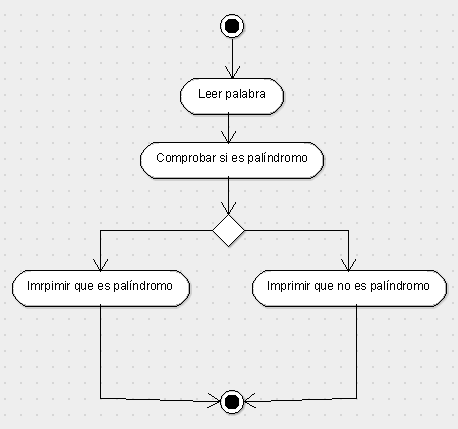 Leer palabra
Comprobar si es palíndromo
Imrpimir que es palíndromo
Imprimir que no es palíndromo